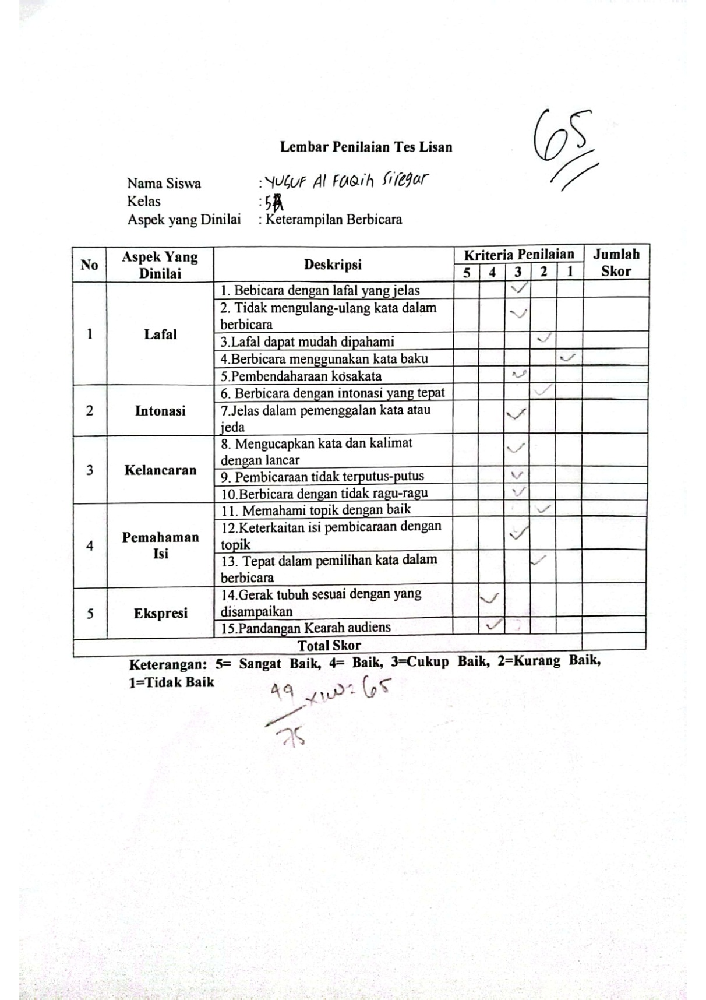 65
Lembar Penilaian Tes Lisan
Nama Siswa : Yusuf Al Faqih Siregar
Kelas : 5A
Aspek yang Dinilai : Keterampilan Berbicara
No Aspek Yang Dinilai Deskripsi Kriteria Penilaian Jumlah Skor
5 4 3 2 1
1 Lafal
1. Bebicara dengan lafal yang jelas ✓
2. Tidak mengulang-ulang kata dalam
berbicara ✓
3.Lafal dapat mudah dipahami ✓
4.Berbicara menggunakan kata baku ✓
5.Pembendaharaan kosakata ✓
2 Intonasi
6. Berbicara dengan intonasi yang tepat ✓
7.Jelas dalam pemenggalan kata atau
jeda ✓
3 Kelancaran
8. Mengucapkan kata dan kalimat
dengan lancar ✓
9. Pembicaraan tidak terputus-putus ✓
10.Berbicara dengan tidak ragu-ragu ✓
4 Pemahaman Isi
11. Memahami topik dengan baik ✓
12.Keterkaitan isi pembicaraan dengan
topik ✓
13. Tepat dalam pemilihan kata dalam
berbicara ✓
5 Ekspresi
14.Gerak tubuh sesuai dengan yang
disampaikan ✓
15.Pandangan Kearah audiens ✓
Total Skor
Keterangan: 5= Sangat Baik, 4= Baik, 3=Cukup Baik, 2=Kurang Baik,
1=Tidak Baik
49
x100= 65
75